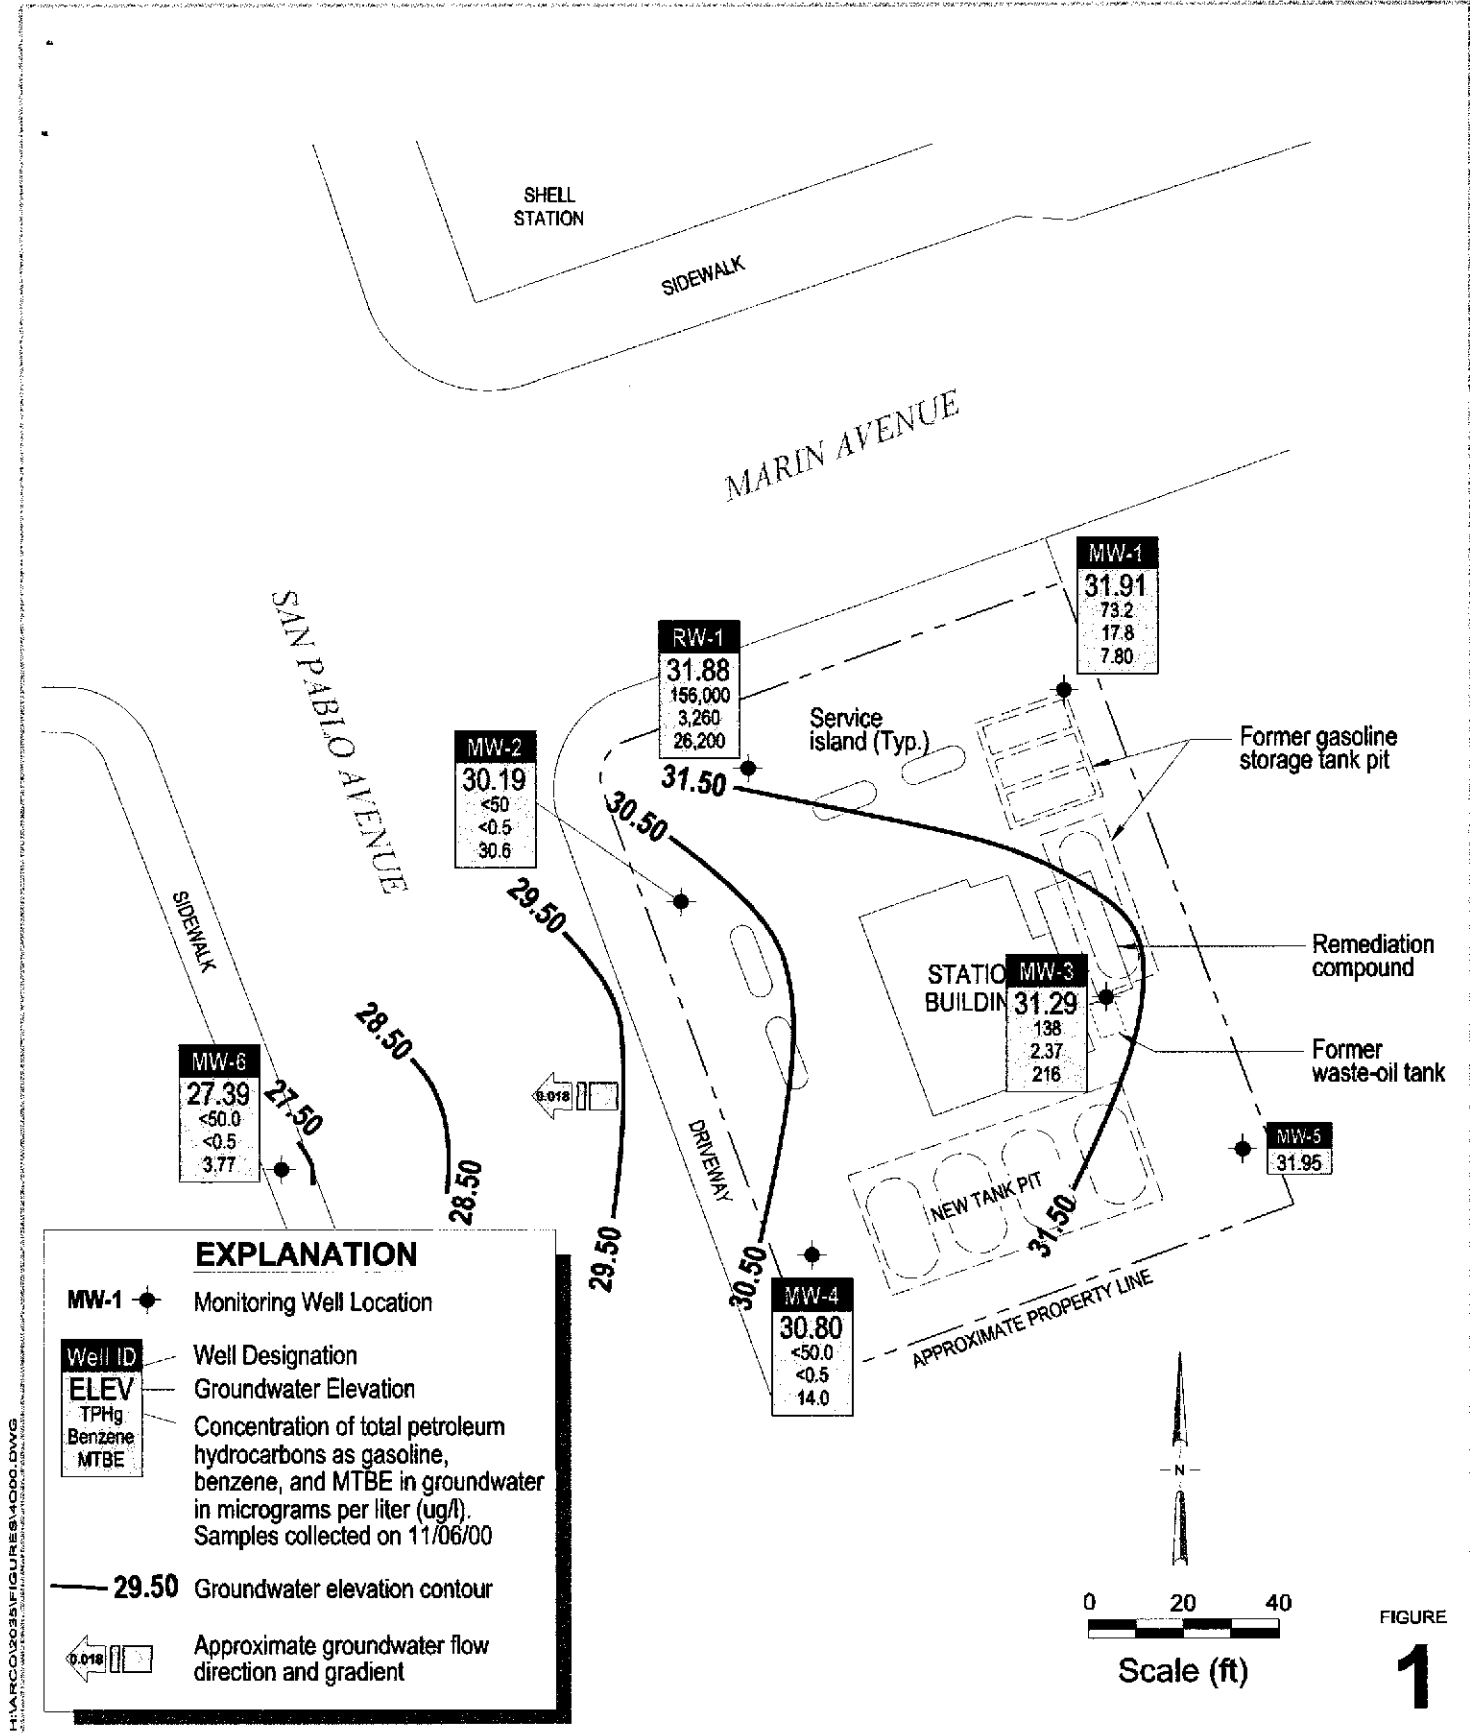 SHELL
STATION
SIDEWALK
MARIN AVENUE
SAN PABLO AVENUE
MW-1
31.91
73.2
17.8
7.80
RW-1
31.88
156,000
3,260
26,200
Service
island (Typ.)
Former gasoline
storage tank pit
MW-2
30.19
<50
<0.5
30.6
31.50
30.50
29.50
SIDEWALK
STATIO
BUILDIN
MW-3
31.29
138
2.37
216
Remediation
compound
Former
waste-oil tank
28.50
MW-6
27.39
<50.0
<0.5
3.77
27.50
0.018
DRIVEWAY
MW-5
31.95
NEW TANK PIT
28.50
29.50
30.50
31.50
MW-4
30.80
<50.0
<0.5
14.0
APPROXIMATE PROPERTY LINE
EXPLANATION
MW-1 Monitoring Well Location
Well ID Well Designation
ELEV Groundwater Elevation
TPHg
Benzene
MTBE
Concentration of total petroleum
hydrocarbons as gasoline,
benzene, and MTBE in groundwater
in micrograms per liter (ug/l).
Samples collected on 11/06/00
29.50 Groundwater elevation contour
0.018 Approximate groundwater flow
direction and gradient
N
0 20 40
Scale (ft)
FIGURE
1
H:\ARCO\2035\FIGURES\4Q00.DWG